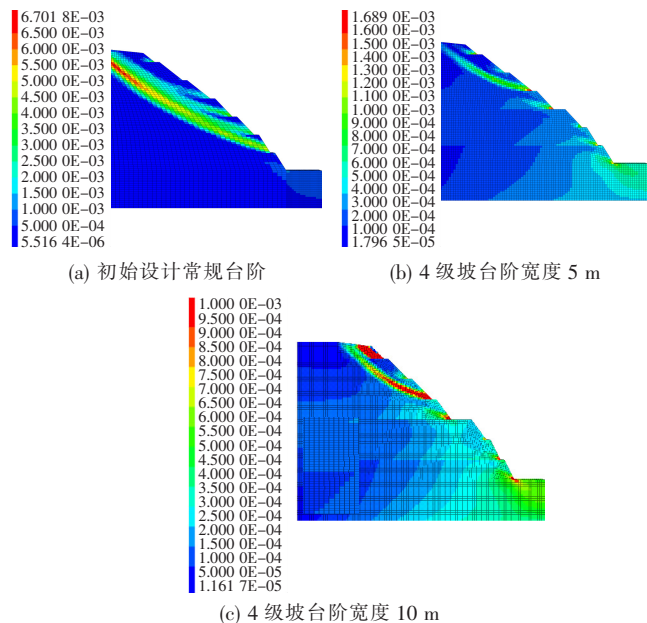 6.701 8E-03
6.500 0E-03
6.000 0E-03
5.500 0E-03
5.000 0E-03
4.500 0E-03
4.000 0E-03
3.500 0E-03
3.000 0E-03
2.500 0E-03
2.000 0E-03
1.500 0E-03
1.000 0E-03
5.000 0E-04
5.516 4E-06
(a) 初始设计常规台阶
1.689 0E-03
1.600 0E-03
1.500 0E-03
1.400 0E-03
1.300 0E-03
1.200 0E-03
1.100 0E-03
1.000 0E-03
9.000 0E-04
8.000 0E-04
7.000 0E-04
6.000 0E-04
5.000 0E-04
4.000 0E-04
3.000 0E-04
2.000 0E-04
1.000 0E-04
1.796 5E-05
(b) 4 级坡台阶宽度 5 m
1.000 0E-03
9.500 0E-04
9.000 0E-04
8.500 0E-04
8.000 0E-04
7.500 0E-04
7.000 0E-04
6.500 0E-04
6.000 0E-04
5.500 0E-04
5.000 0E-04
4.500 0E-04
4.000 0E-04
3.500 0E-04
3.000 0E-04
2.500 0E-04
2.000 0E-04
1.500 0E-04
1.000 0E-04
5.000 0E-05
1.161 7E-05
(c) 4 级坡台阶宽度 10 m